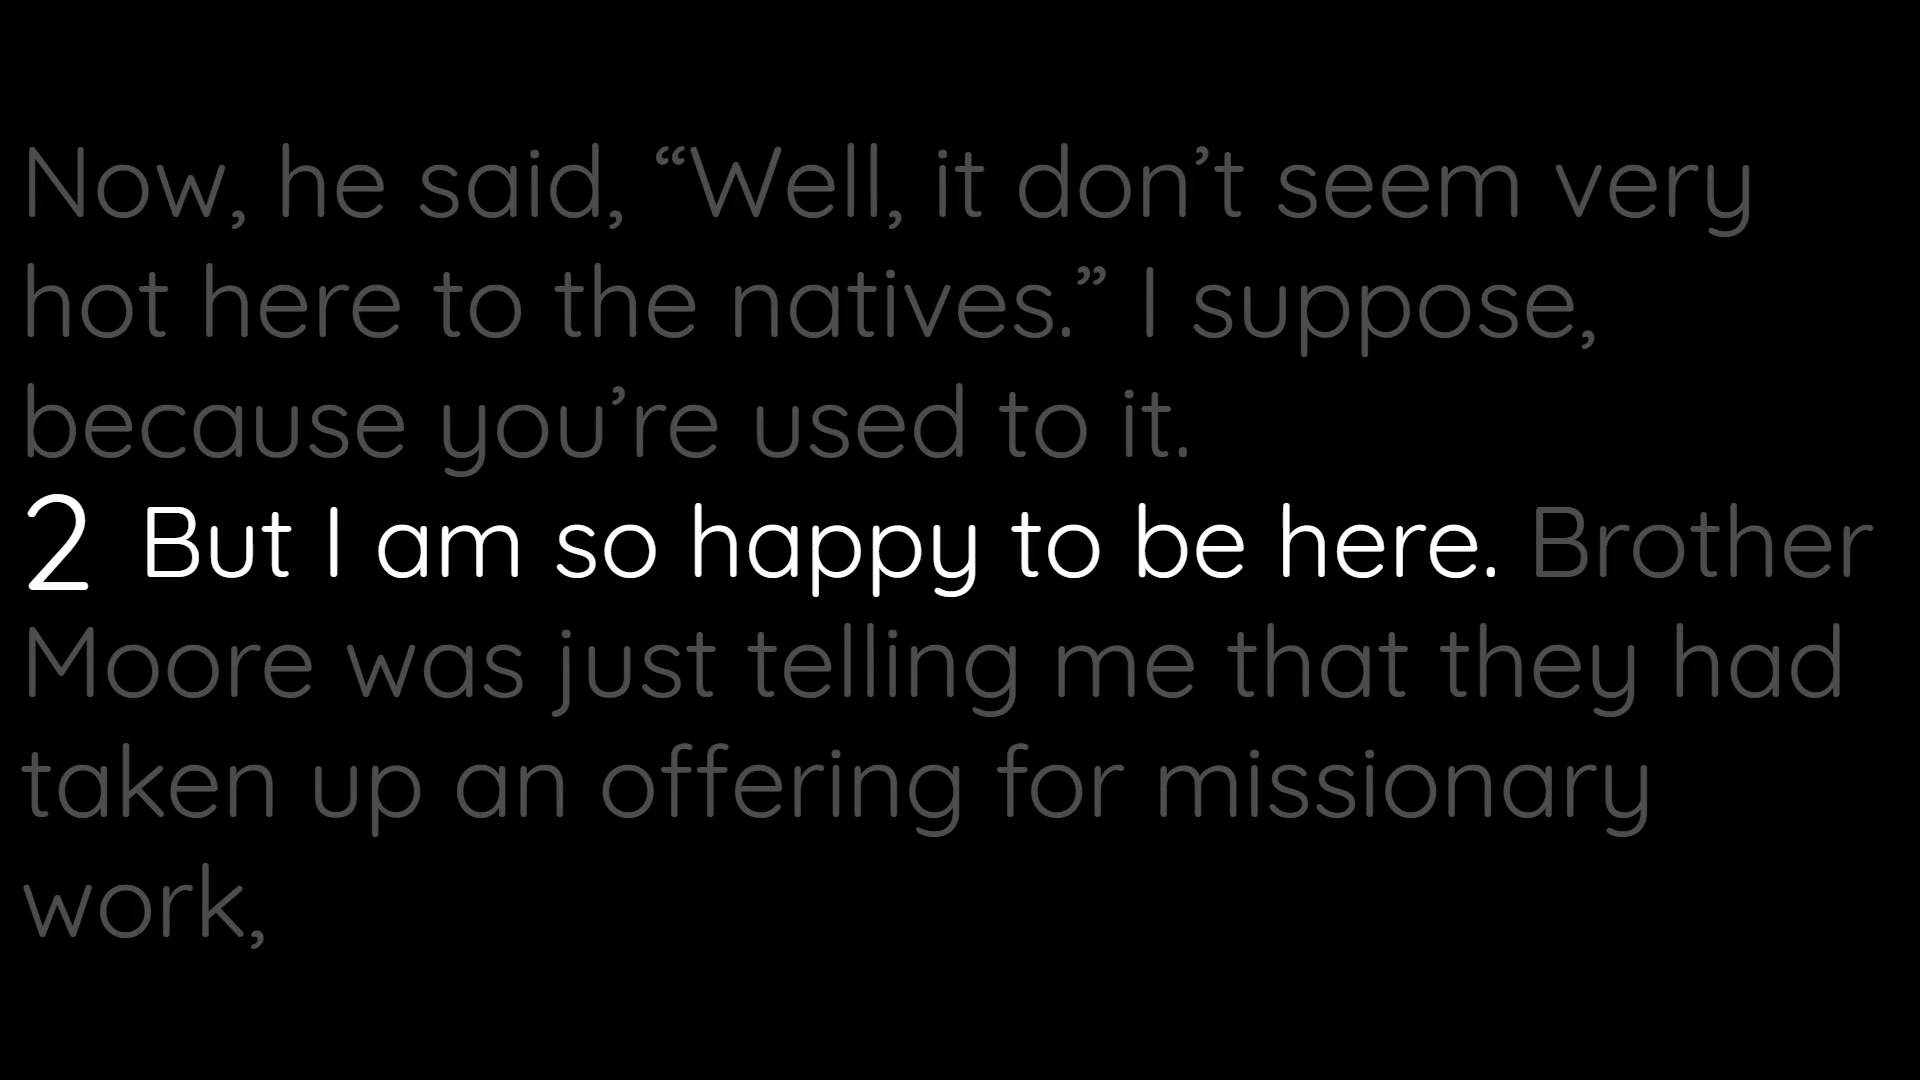 Now, he said, “Well, it don’t seem very
hot here to the natives.” I suppose,
because you’re used to it.
2 But I am so happy to be here. Brother
Moore was just telling me that they had
taken up an offering for missionary
work,